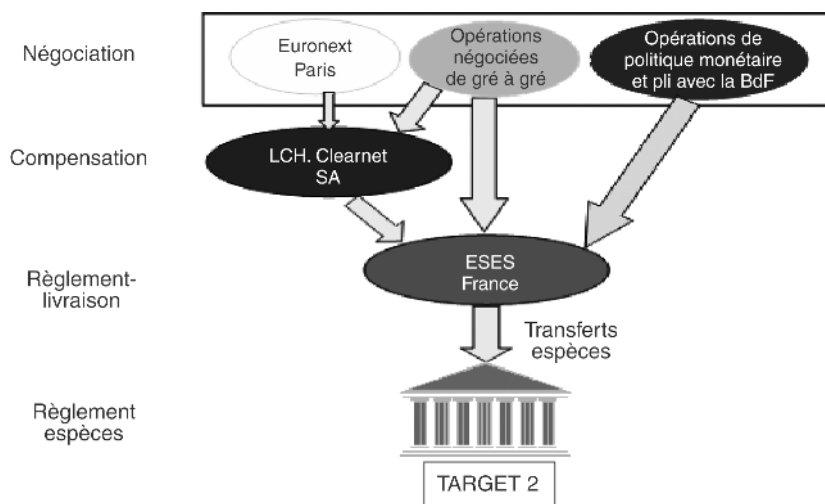 Négociation
Euronext
Paris
Opérations
négociées
de gré à gré
Opérations de
politique monétaire
et pli avec la BdF
Compensation
LCH. Clearnet
SA
Règlement-
livraison
ESES
France
Transferts
espèces
Règlement
espèces
TARGET 2